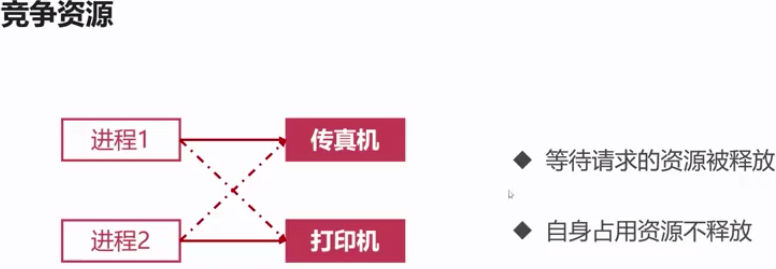 竞争资源
进程1
传真机
进程2
打印机
等待请求的资源被释放
自身占用资源不释放